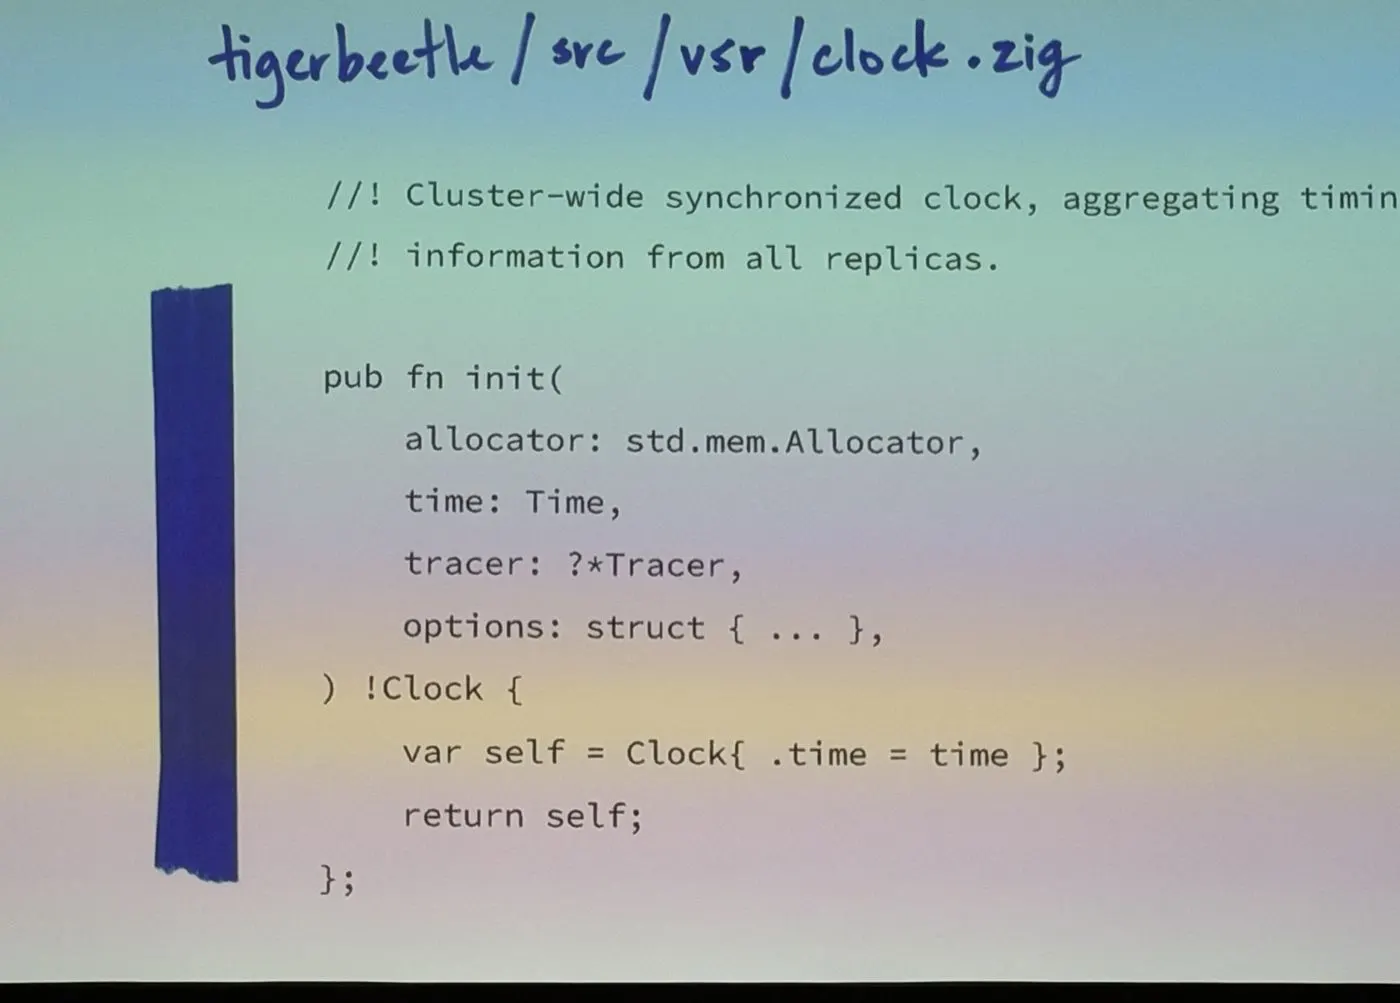 tigerbeetle/src/vsr/clock.zig
//! Cluster-wide synchronized clock, aggregating timin
//! information from all replicas.
pub fn init(
    allocator: std.mem.Allocator,
    time: Time,
    tracer: ?*Tracer,
    options: struct { ... },
) !Clock {
    var self = Clock{ .time = time };
    return self;
};